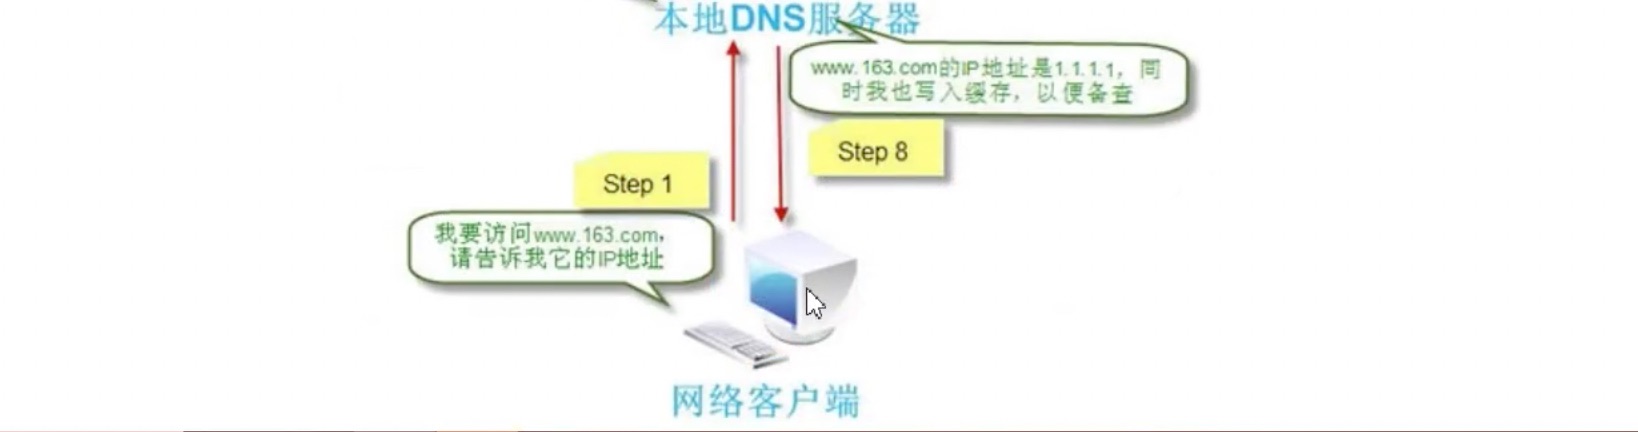 本地DNS服务器
www.163.com的IP地址是1.1.1.1，同
时我也写入缓存，以便备查
Step 8
Step 1
我要访问www.163.com，
请告诉我它的IP地址
网络客户端